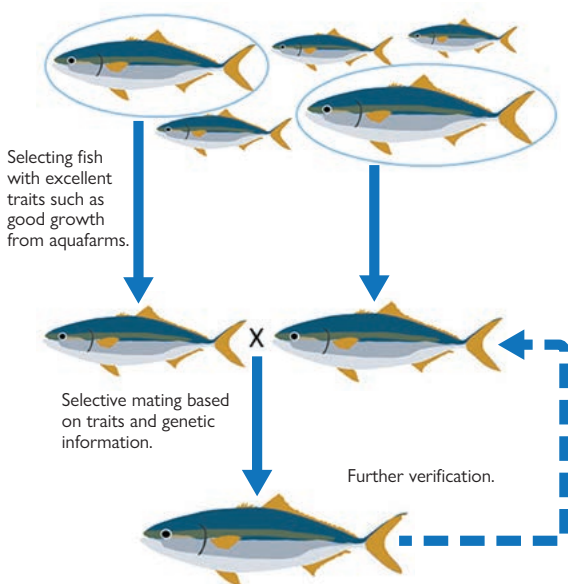 Selecting fish
with excellent
traits such as
good growth
from aquafarms.
X
Selective mating based
on traits and genetic
information.
Further verification.